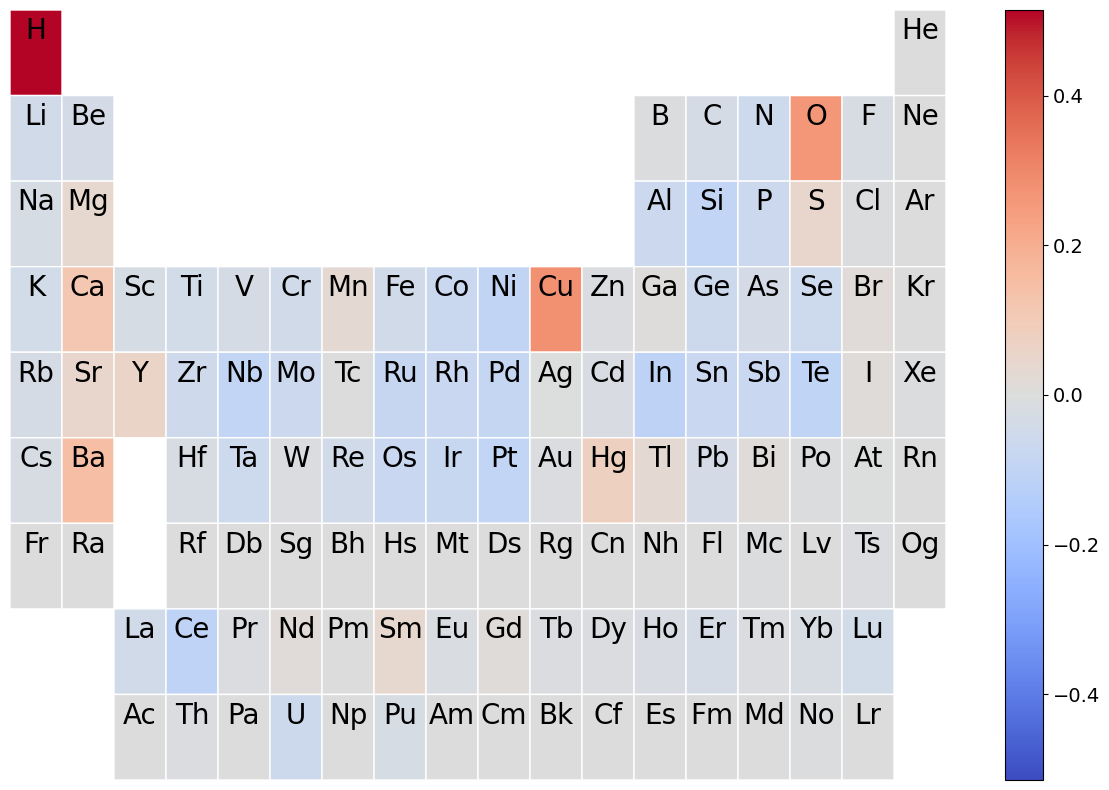 H He
Li Be B C N O F Ne
Na Mg Al Si P S Cl Ar
K Ca Sc Ti V Cr Mn Fe Co Ni Cu Zn Ga Ge As Se Br Kr
Rb Sr Y Zr Nb Mo Tc Ru Rh Pd Ag Cd In Sn Sb Te I Xe
Cs Ba Hf Ta W Re Os Ir Pt Au Hg Tl Pb Bi Po At Rn
Fr Ra Rf Db Sg Bh Hs Mt Ds Rg Cn Nh Fl Mc Lv Ts Og
La Ce Pr Nd Pm Sm Eu Gd Tb Dy Ho Er Tm Yb Lu
Ac Th Pa U Np Pu Am Cm Bk Cf Es Fm Md No Lr
0.4
0.2
0.0
−0.2
−0.4